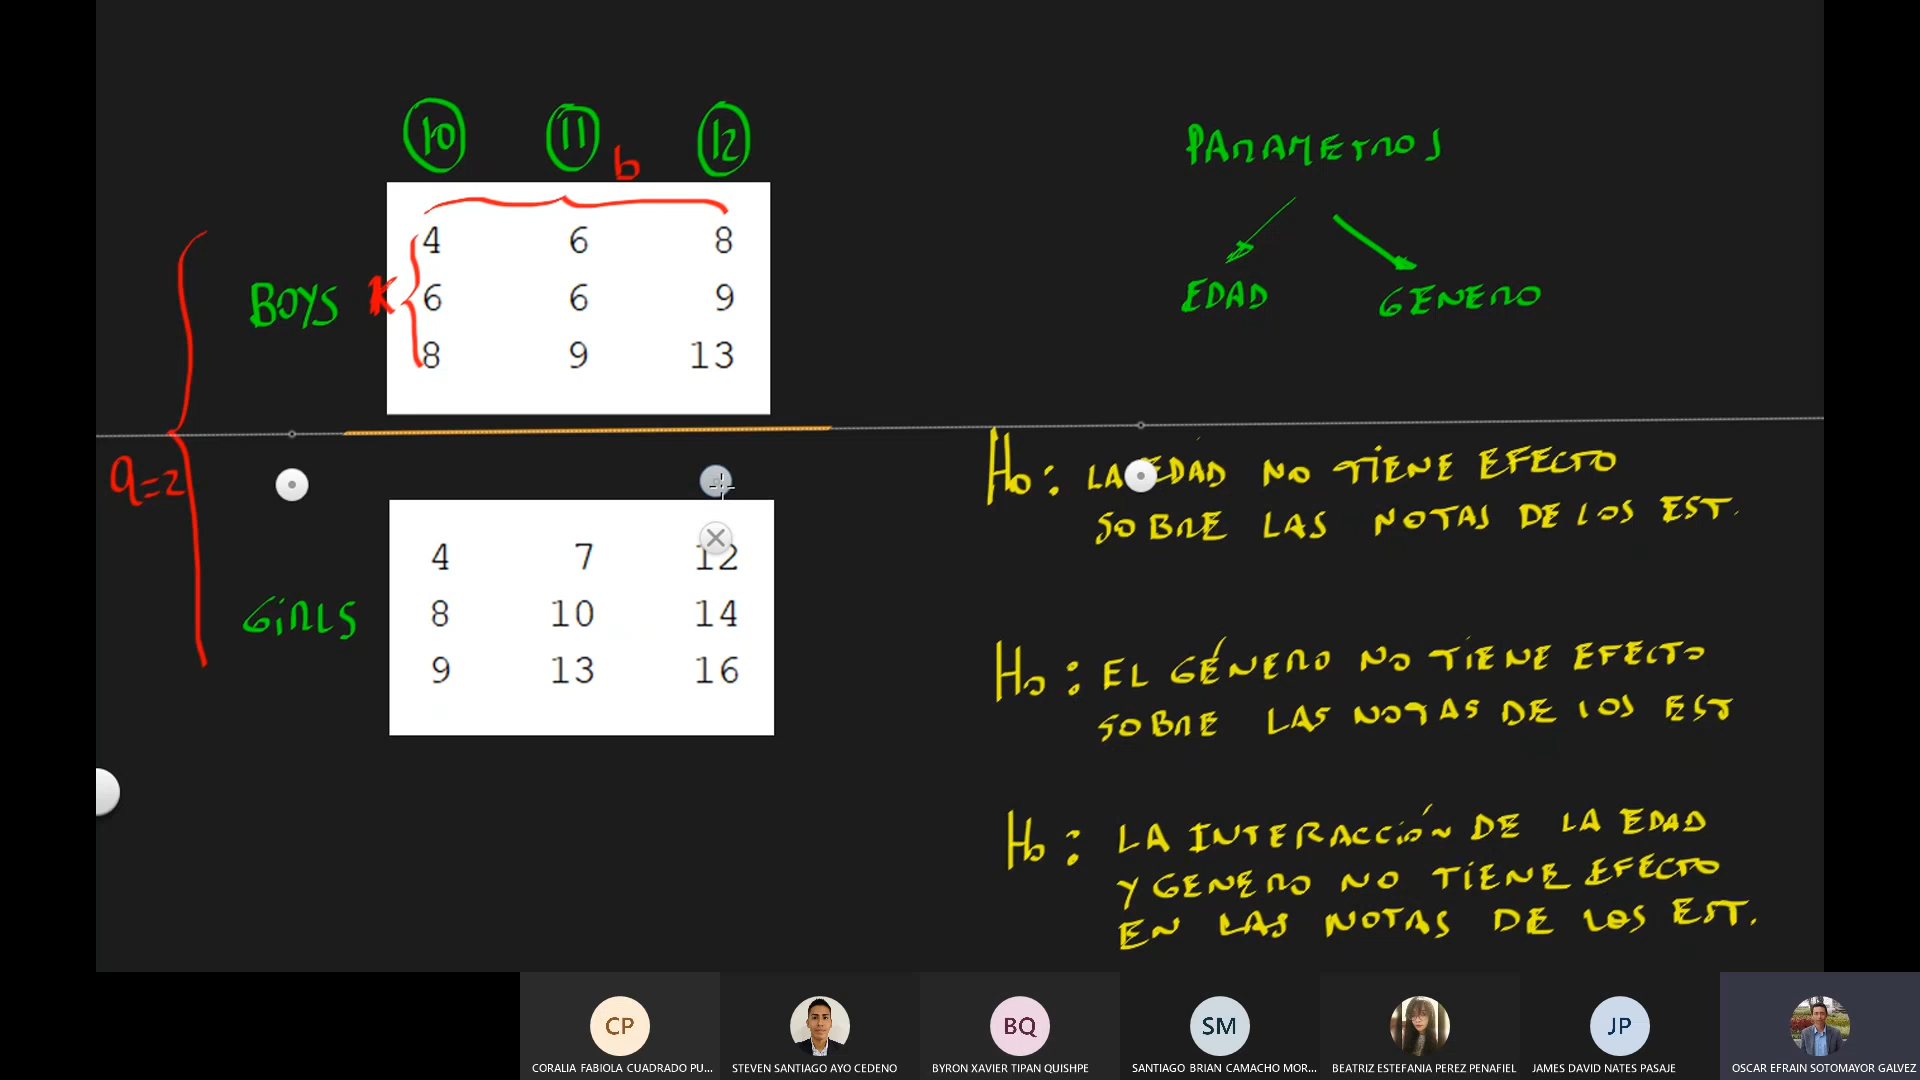 10 11 12
b
4 6 8
BOYS K 6 6 9
8 9 13
a=2
4 7 12
GIRLS 8 10 14
9 13 16
PARAMETROS
EDAD GENERO
Ho: LA EDAD NO TIENE EFECTO
SOBRE LAS NOTAS DE LOS EST.
Ho: EL GÉNERO NO TIENE EFECTO
SOBRE LAS NOTAS DE LOS EST
Ho: LA INTERACCIÓN DE LA EDAD
Y GENERO NO TIENE EFECTO
EN LAS NOTAS DE LOS EST.
CP BQ SM JP
CORALIA FABIOLA CUADRADO PU... STEVEN SANTIAGO AYO CEDENO BYRON XAVIER TIPAN QUISHPE SANTIAGO BRIAN CAMACHO MOR... BEATRIZ ESTEFANIA PEREZ PENAFIEL JAMES DAVID NATES PASAJE OSCAR EFRAIN SOTOMAYOR GALVEZ